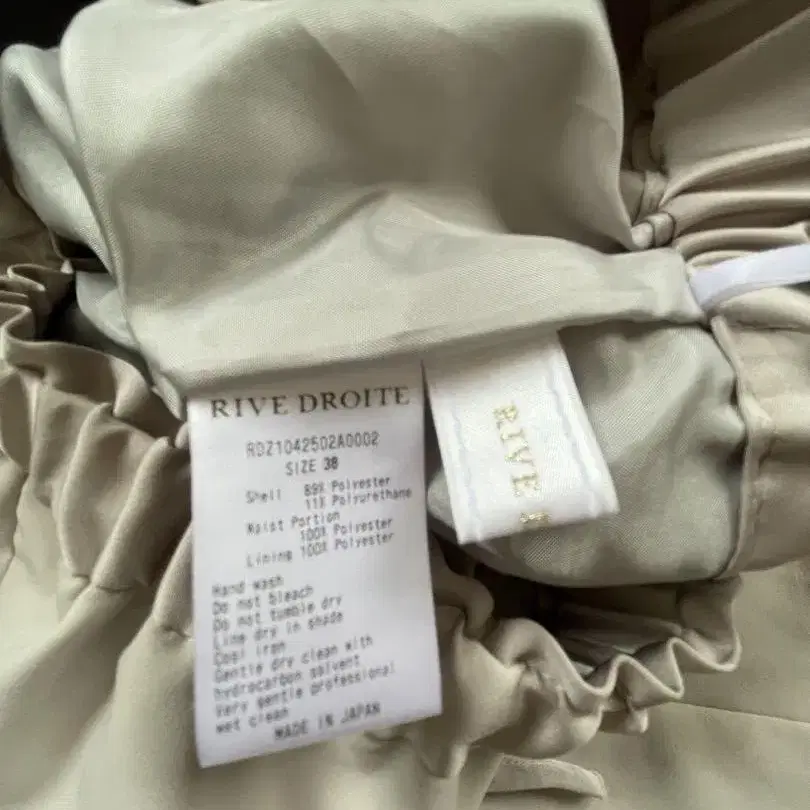 RIVE DROITE
RDZ1042502A0002
SIZE 38
Shell 89% Polyester
11% Polyurethane
Waist Portion
100% Polyester
Lining 100% Polyester
Hand wash
Do not bleach
Do not tumble dry
Line dry in shade
Cool iron
Gentle dry clean with
hydrocarbon solvent
Very gentle professional
wet clean
MADE IN JAPAN
RIVE